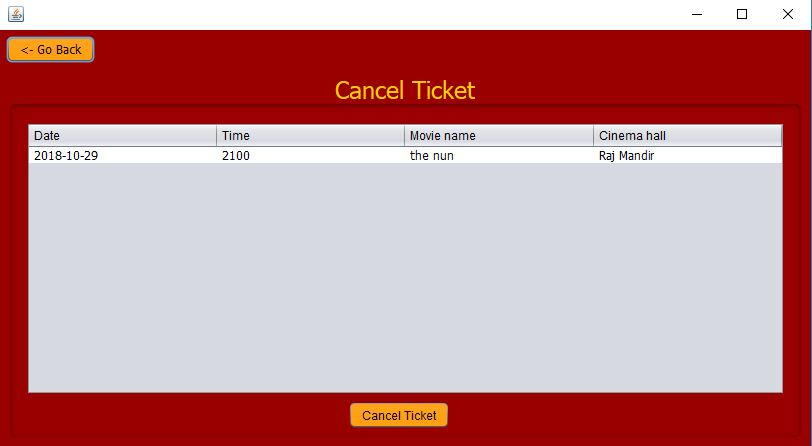 <- Go Back
Cancel Ticket
Date Time Movie name Cinema hall
2018-10-29 2100 the nun Raj Mandir
Cancel Ticket